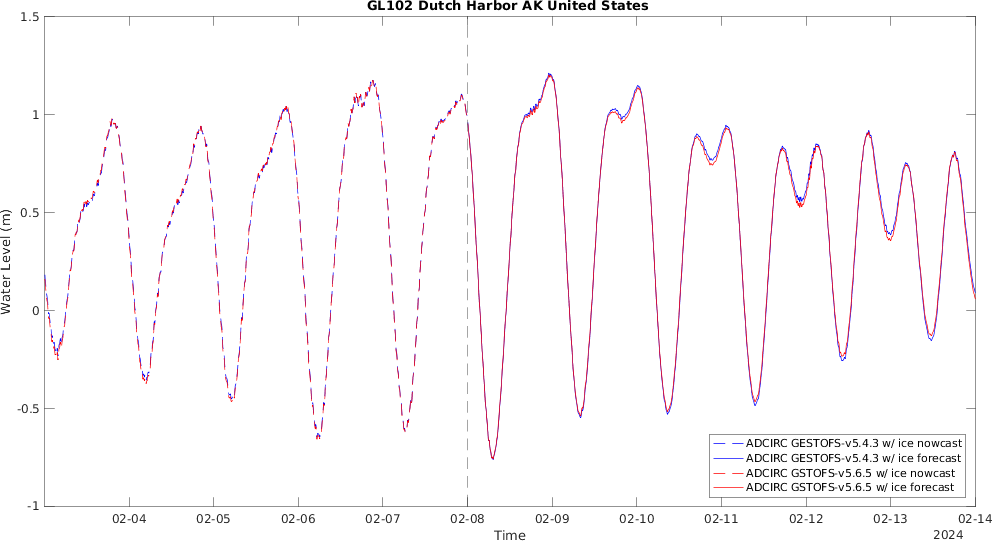 GL102 Dutch Harbor AK United States
1.5
1
0.5
0
-0.5
-1
Water Level (m)
02-04 02-05 02-06 02-07 02-08 02-09 02-10 02-11 02-12 02-13 02-14
Time
2024
ADCIRC GESTOFS-v5.4.3 w/ ice nowcast
ADCIRC GESTOFS-v5.4.3 w/ ice forecast
ADCIRC GSTOFS-v5.6.5 w/ ice nowcast
ADCIRC GSTOFS-v5.6.5 w/ ice forecast